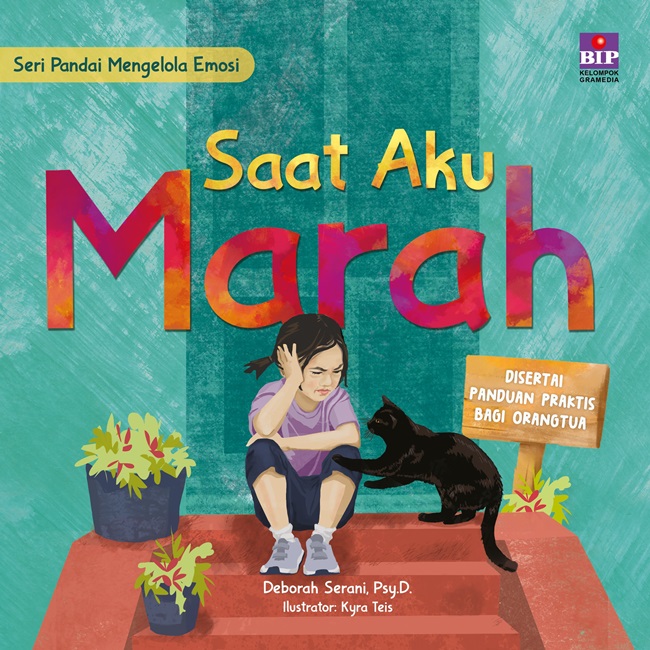 Seri Pandai Mengelola Emosi
BIP
KELOMPOK
GRAMEDIA
Saat Aku
Marah
DISERTAI
PANDUAN PRAKTIS
BAGI ORANGTUA
Deborah Serani, Psy.D.
Ilustrator: Kyra Teis